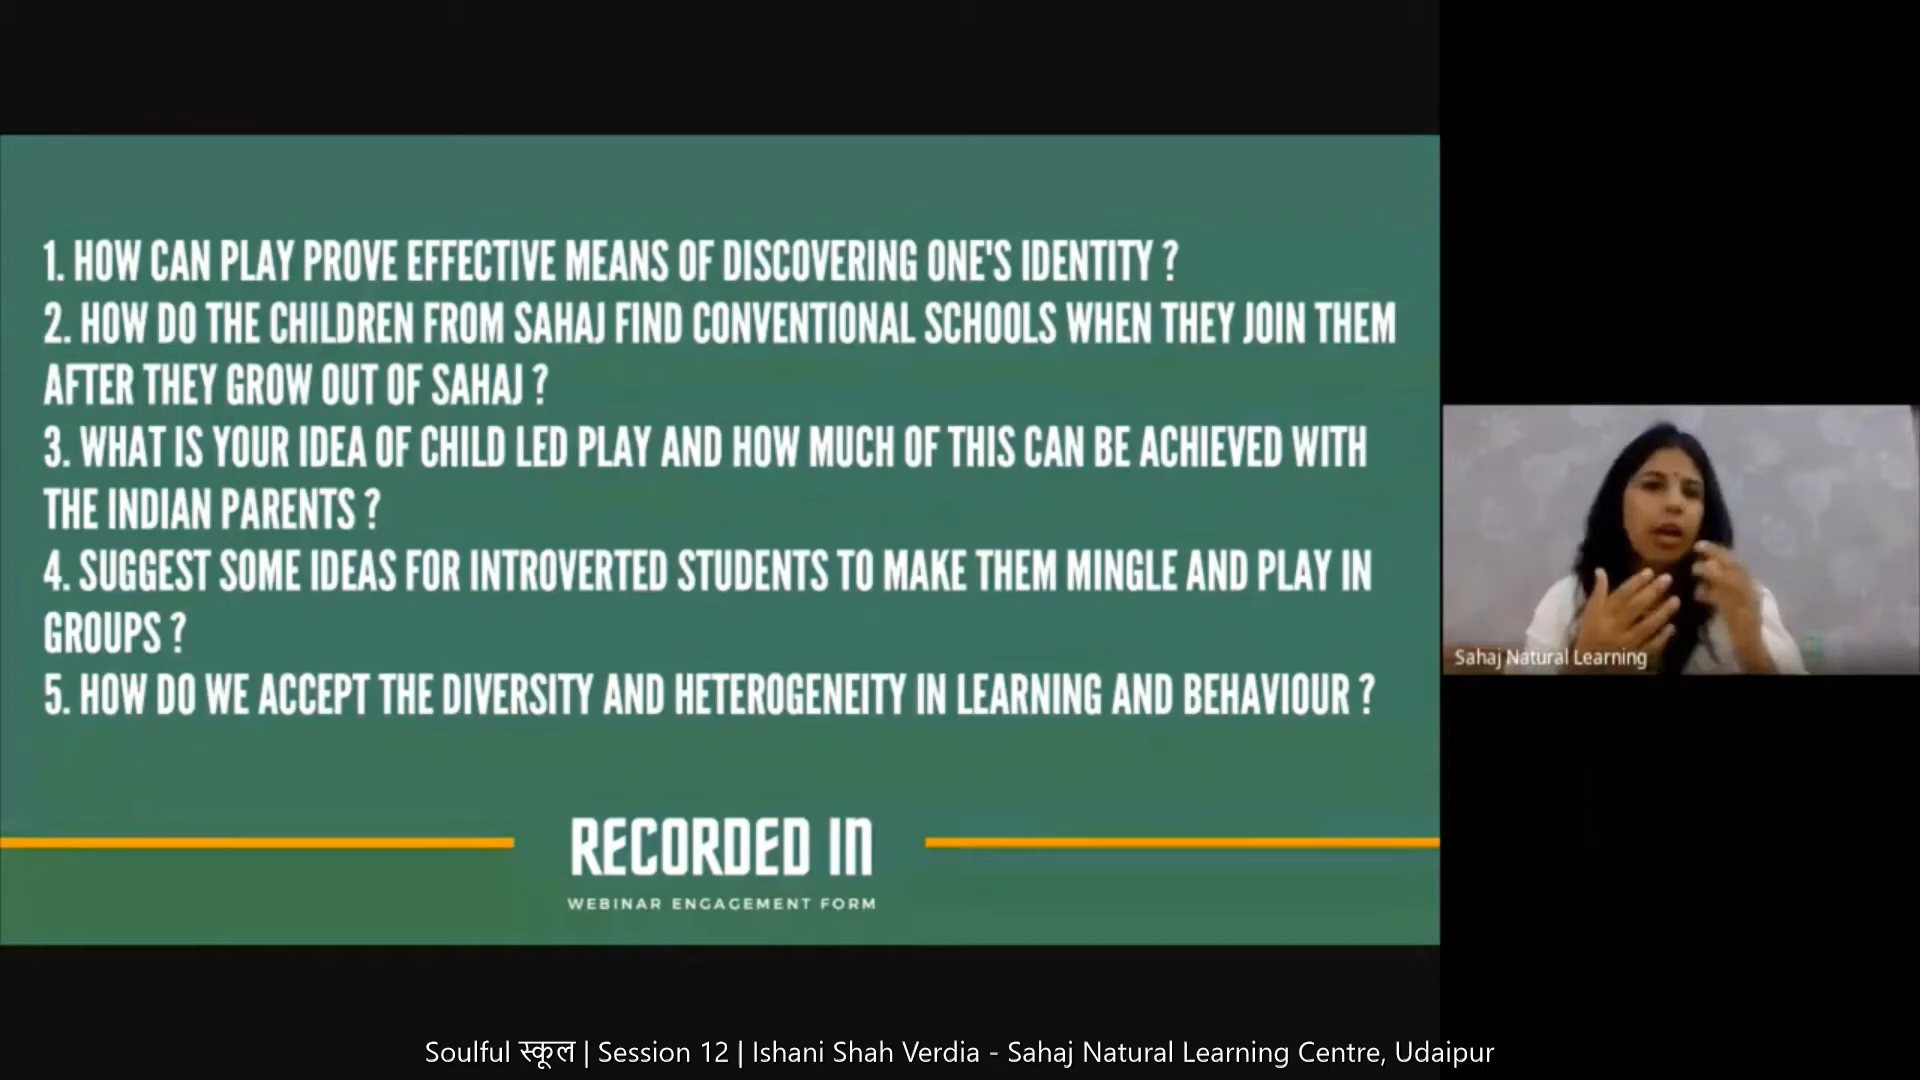 1. HOW CAN PLAY PROVE EFFECTIVE MEANS OF DISCOVERING ONE'S IDENTITY ?
2. HOW DO THE CHILDREN FROM SAHAJ FIND CONVENTIONAL SCHOOLS WHEN THEY JOIN THEM
AFTER THEY GROW OUT OF SAHAJ ?
3. WHAT IS YOUR IDEA OF CHILD LED PLAY AND HOW MUCH OF THIS CAN BE ACHIEVED WITH
THE INDIAN PARENTS ?
4. SUGGEST SOME IDEAS FOR INTROVERTED STUDENTS TO MAKE THEM MINGLE AND PLAY IN
GROUPS ?
5. HOW DO WE ACCEPT THE DIVERSITY AND HETEROGENEITY IN LEARNING AND BEHAVIOUR ?
RECORDED IN
WEBINAR ENGAGEMENT FORM
Sahaj Natural Learning
Soulful स्कूल | Session 12 | Ishani Shah Verdia - Sahaj Natural Learning Centre, Udaipur